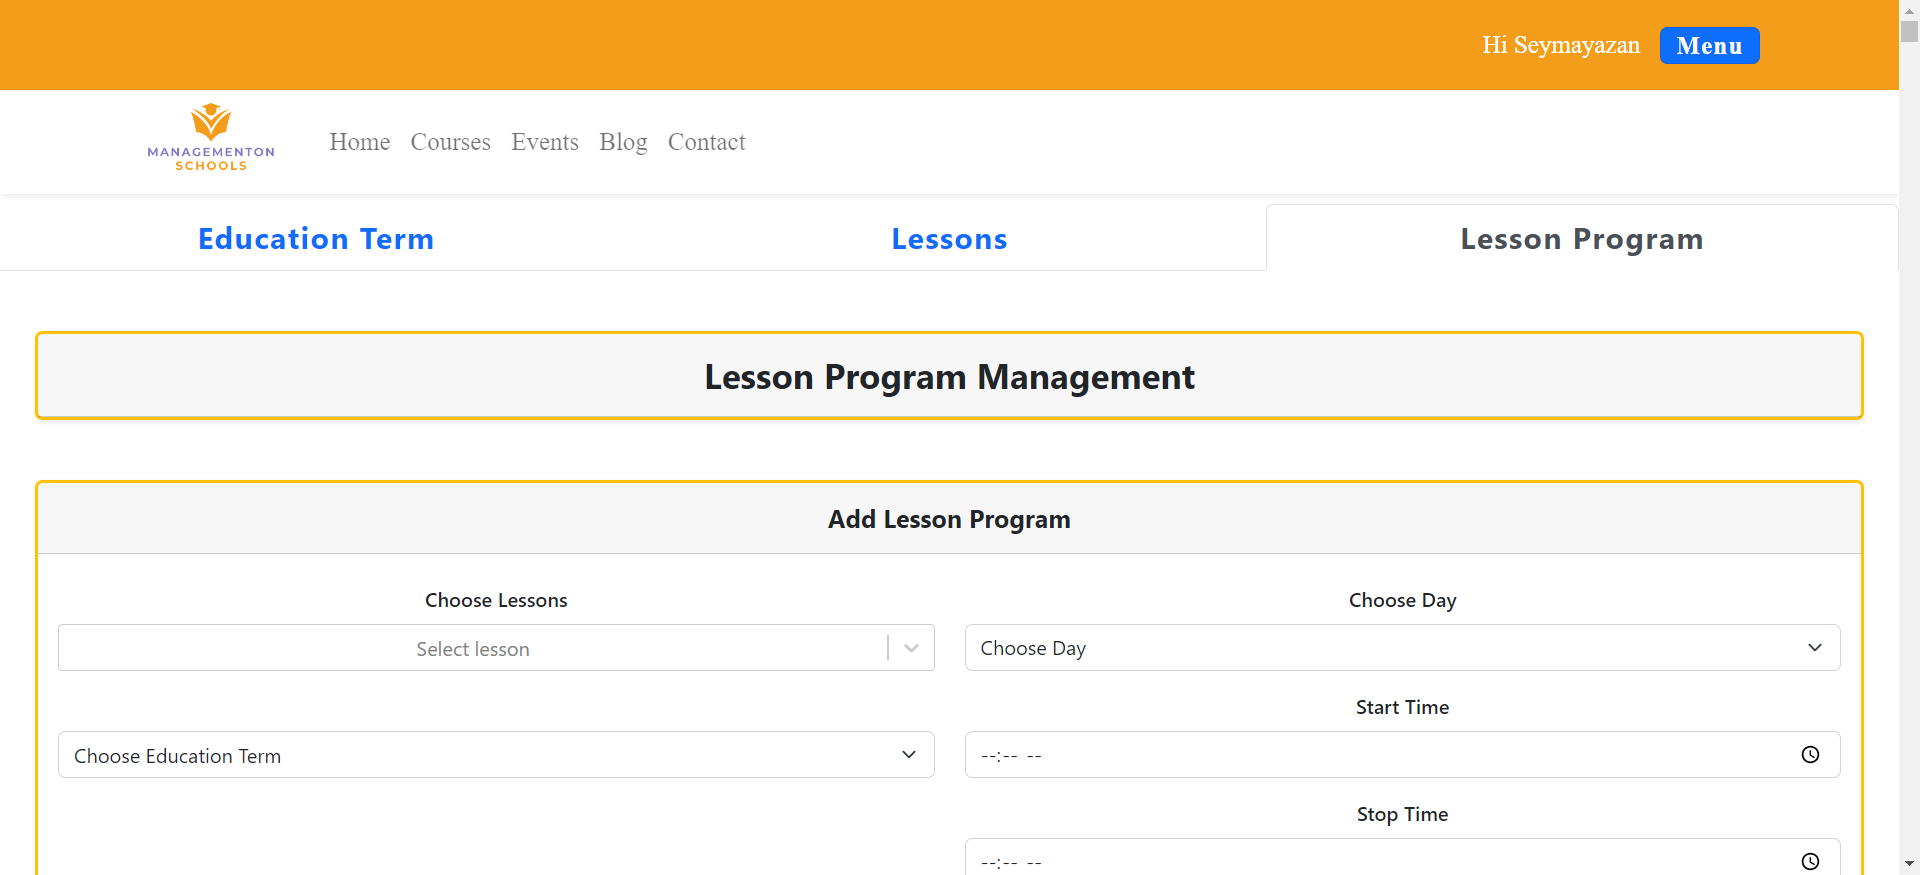 Hi Seymayazan Menu
MANAGEMENTON
SCHOOLS
Home Courses Events Blog Contact
Education Term Lessons Lesson Program
Lesson Program Management
Add Lesson Program
Choose Lessons Choose Day
Select lesson Choose Day
Start Time
Choose Education Term --:-- --
Stop Time
--:-- --